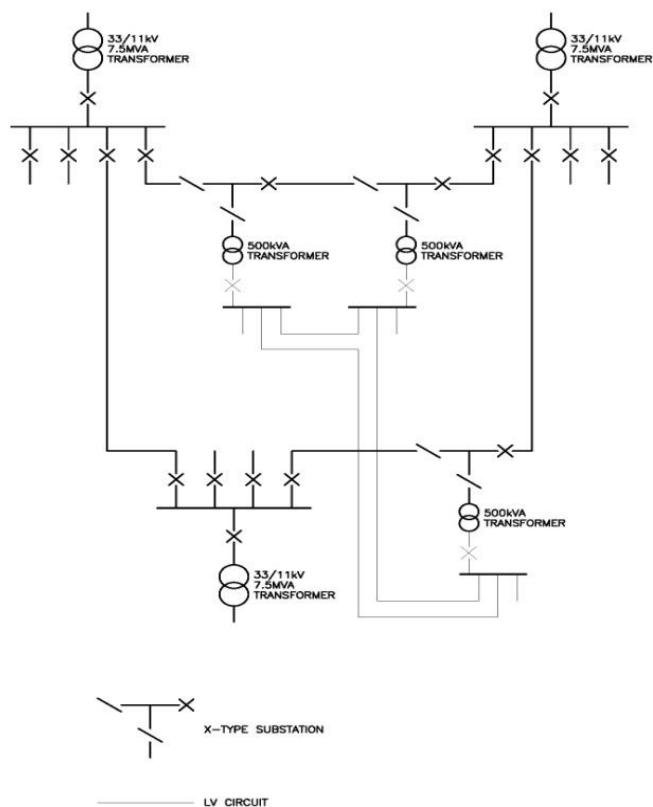 33/11kV
7.5MVA
TRANSFORMER
33/11kV
7.5MVA
TRANSFORMER
500kVA
TRANSFORMER
500kVA
TRANSFORMER
500kVA
TRANSFORMER
33/11kV
7.5MVA
TRANSFORMER
X-TYPE SUBSTATION
LV CIRCUIT